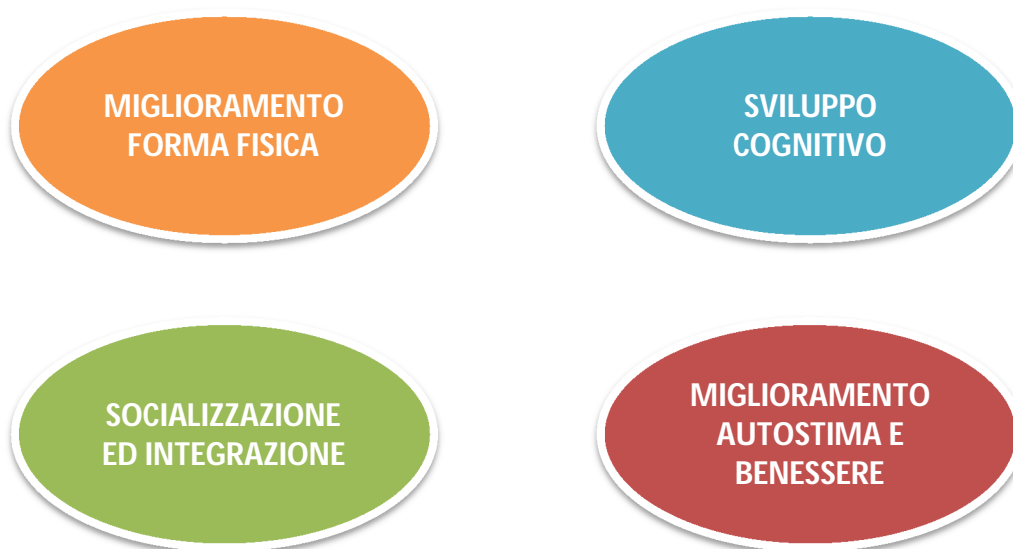 MIGLIORAMENTO
FORMA FISICA
SVILUPPO
COGNITIVO
SOCIALIZZAZIONE
ED INTEGRAZIONE
MIGLIORAMENTO
AUTOSTIMA E
BENESSERE